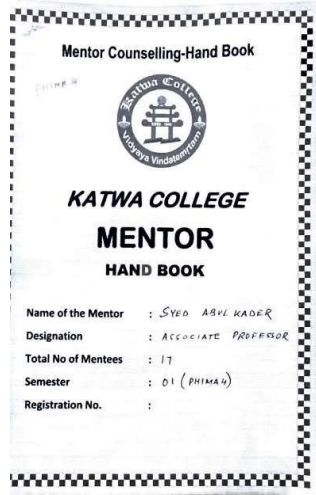 Mentor Counselling-Hand Book
PHIMA 4
Katwa College
Vidyaya Vindatemrtam
KATWA COLLEGE
MENTOR
HAND BOOK
Name of the Mentor : SYED ABUL KADER
Designation : ASSOCIATE PROFESSOR
Total No of Mentees : 17
Semester : 01 (PHIMA4)
Registration No. :